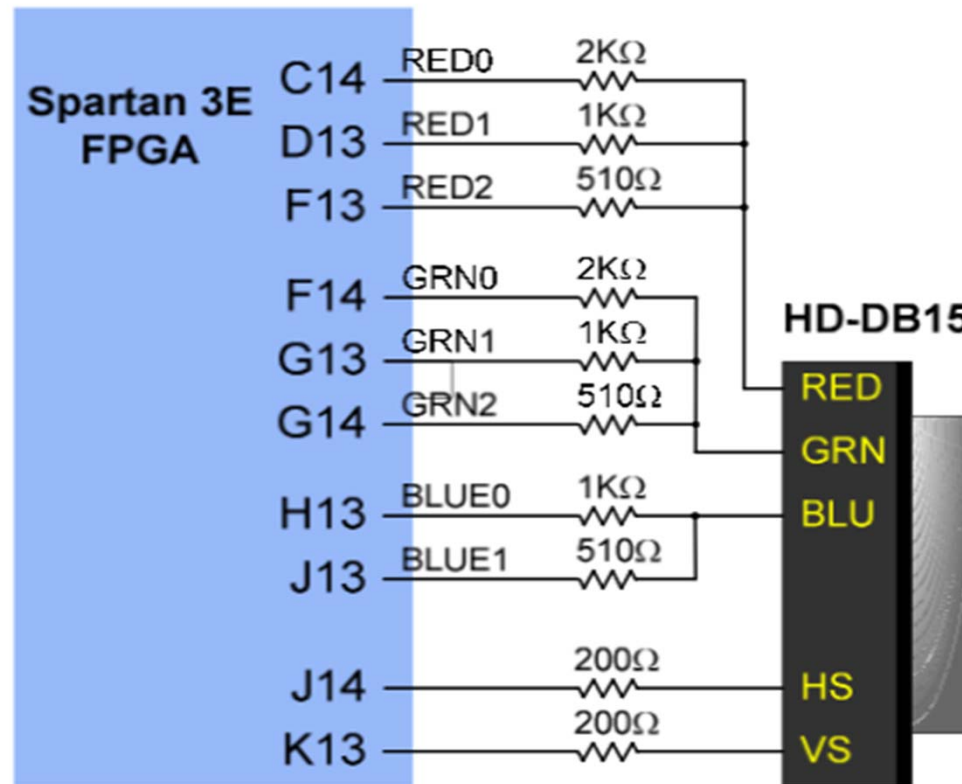 Spartan 3E
FPGA
C14 RED0 2KΩ
D13 RED1 1KΩ
F13 RED2 510Ω
F14 GRN0 2KΩ
G13 GRN1 1KΩ
G14 GRN2 510Ω
H13 BLUE0 1KΩ
J13 BLUE1 510Ω
J14 200Ω
K13 200Ω
HD-DB15
RED
GRN
BLU
HS
VS